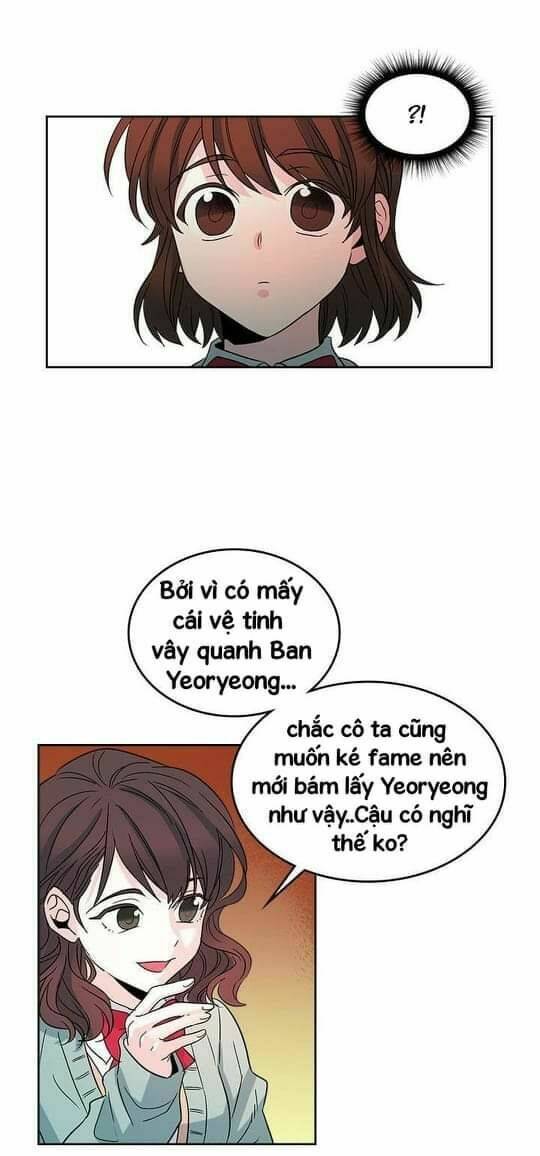 ?!
Bởi vì có mấy
cái vệ tinh
vây quanh Ban
Yeoryeong...
chắc cô ta cũng
muốn ké fame nên
mới bám lấy Yeoryeong
như vậy..Cậu có nghĩ
thế ko?